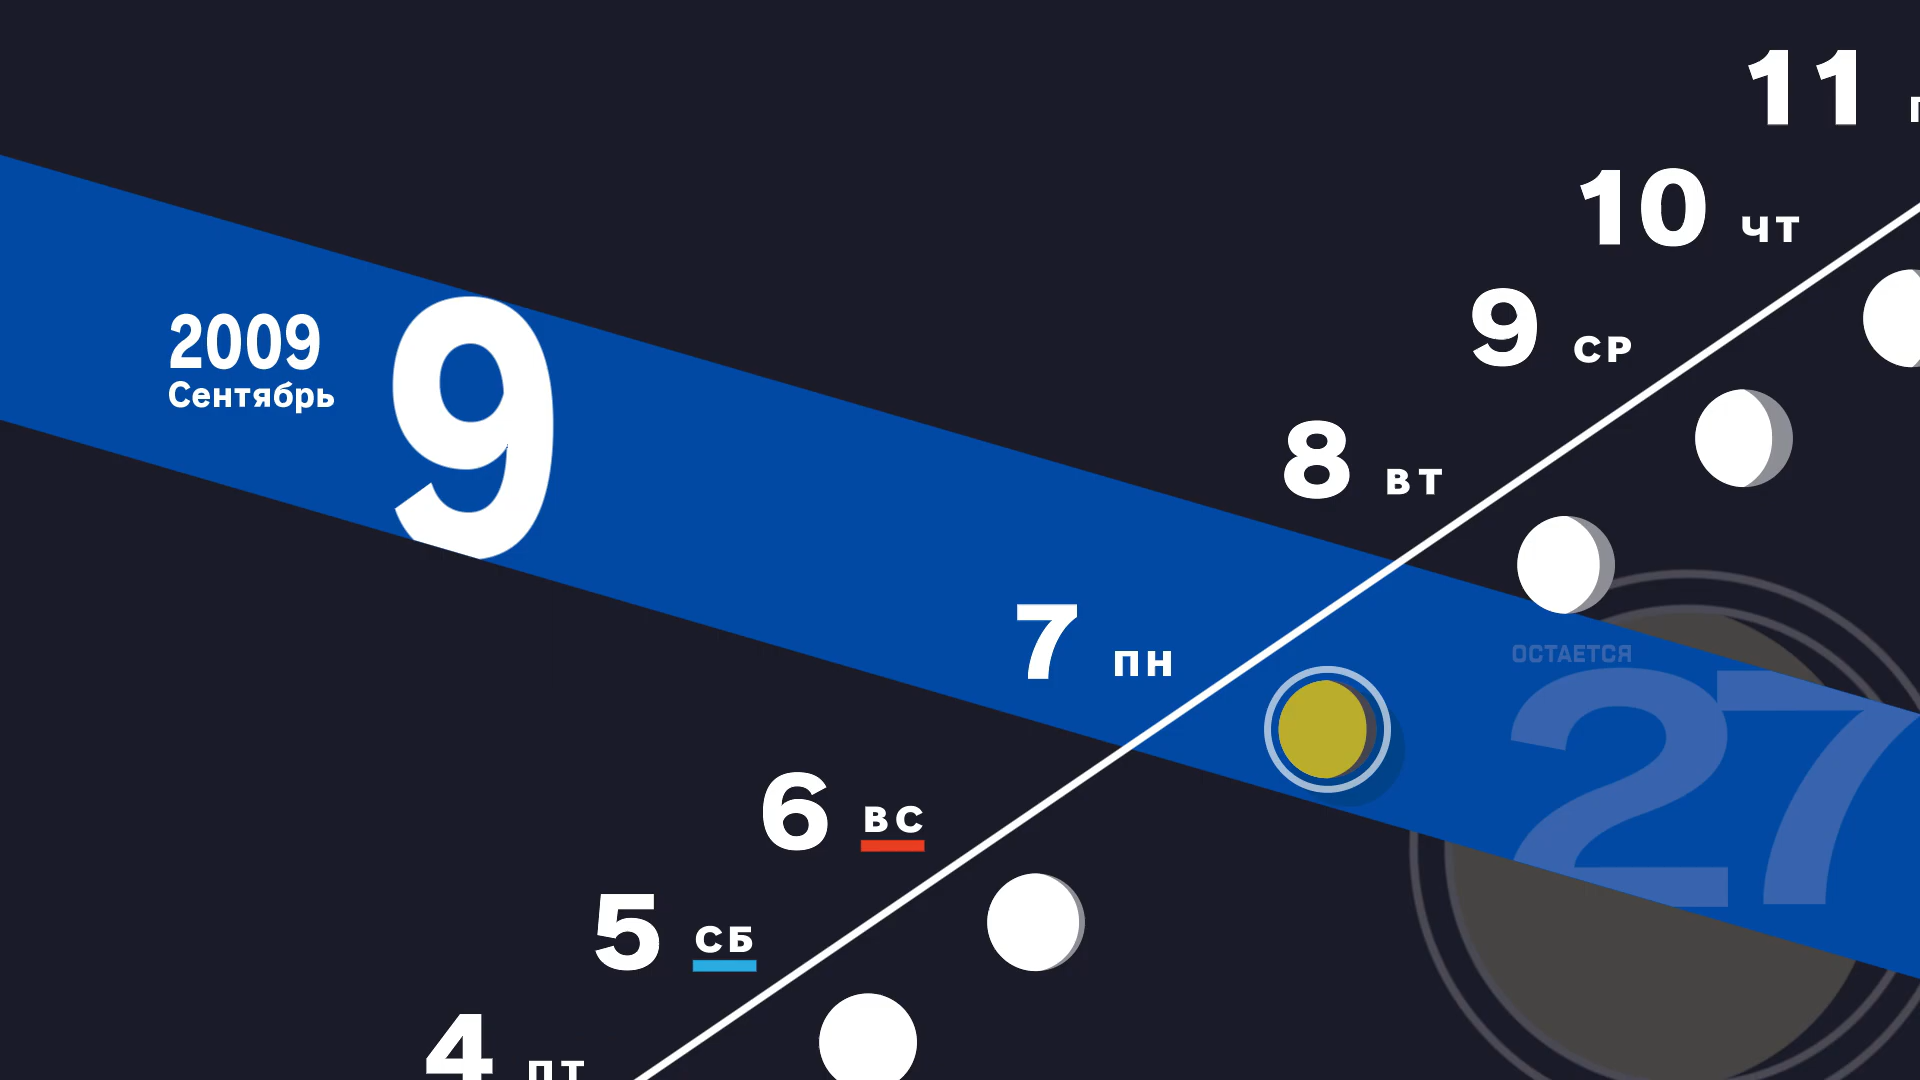 11
10 чт
2009
Сентябрь
9
9 ср
8 вт
7 пн
ОСТАЕТСЯ
27
6 вс
5 сб
4 пт